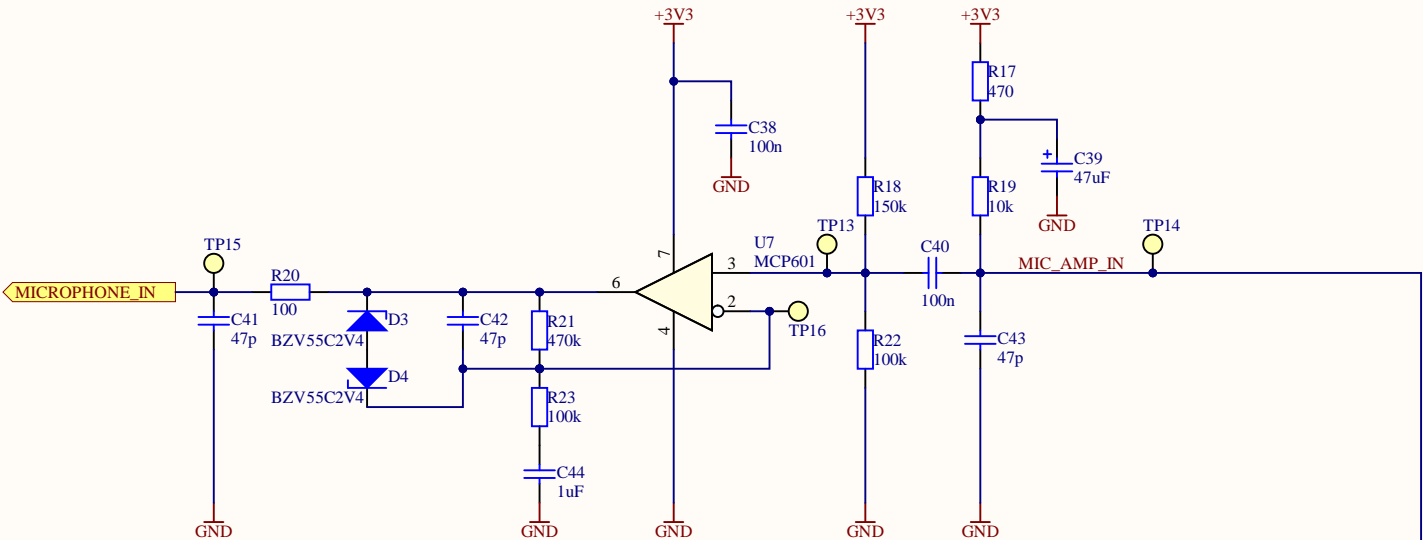 +3V3
+3V3
+3V3
R17
470
C38
100n
C39
47uF
GND
R18
150k
R19
10k
GND
TP13
TP14
TP15
U7
MCP601
C40
MIC_AMP_IN
7
3
6
100n
MICROPHONE_IN
R20
100
2
TP16
4
C41
47p
D3
BZV55C2V4
C42
47p
R21
470k
R22
100k
C43
47p
D4
BZV55C2V4
R23
100k
C44
1uF
GND
GND
GND
GND
GND